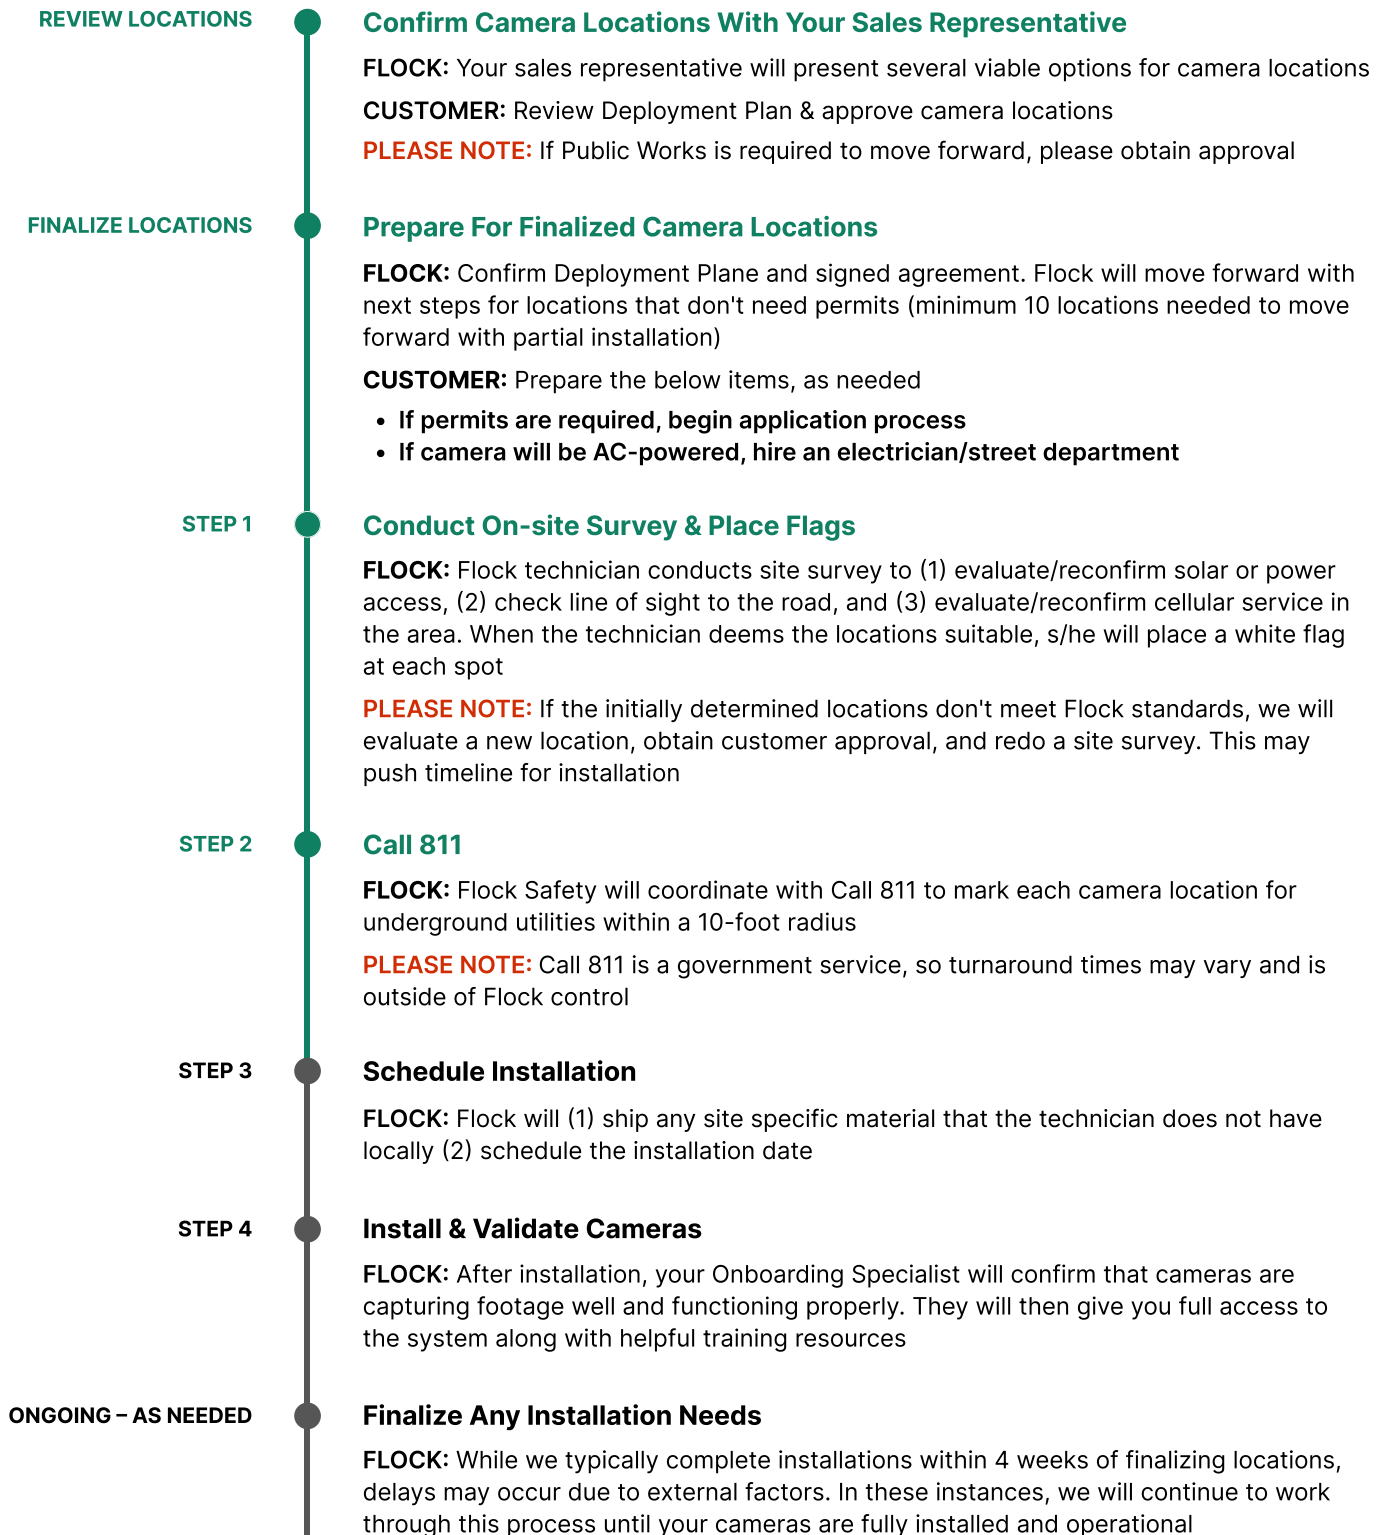 REVIEW LOCATIONS
Confirm Camera Locations With Your Sales Representative
FLOCK: Your sales representative will present several viable options for camera locations
CUSTOMER: Review Deployment Plan & approve camera locations
PLEASE NOTE: If Public Works is required to move forward, please obtain approval
FINALIZE LOCATIONS
Prepare For Finalized Camera Locations
FLOCK: Confirm Deployment Plane and signed agreement. Flock will move forward with
next steps for locations that don't need permits (minimum 10 locations needed to move
forward with partial installation)
CUSTOMER: Prepare the below items, as needed
• If permits are required, begin application process
• If camera will be AC-powered, hire an electrician/street department
STEP 1
Conduct On-site Survey & Place Flags
FLOCK: Flock technician conducts site survey to (1) evaluate/reconfirm solar or power
access, (2) check line of sight to the road, and (3) evaluate/reconfirm cellular service in
the area. When the technician deems the locations suitable, s/he will place a white flag
at each spot
PLEASE NOTE: If the initially determined locations don't meet Flock standards, we will
evaluate a new location, obtain customer approval, and redo a site survey. This may
push timeline for installation
STEP 2
Call 811
FLOCK: Flock Safety will coordinate with Call 811 to mark each camera location for
underground utilities within a 10-foot radius
PLEASE NOTE: Call 811 is a government service, so turnaround times may vary and is
outside of Flock control
STEP 3
Schedule Installation
FLOCK: Flock will (1) ship any site specific material that the technician does not have
locally (2) schedule the installation date
STEP 4
Install & Validate Cameras
FLOCK: After installation, your Onboarding Specialist will confirm that cameras are
capturing footage well and functioning properly. They will then give you full access to
the system along with helpful training resources
ONGOING – AS NEEDED
Finalize Any Installation Needs
FLOCK: While we typically complete installations within 4 weeks of finalizing locations,
delays may occur due to external factors. In these instances, we will continue to work
through this process until your cameras are fully installed and operational